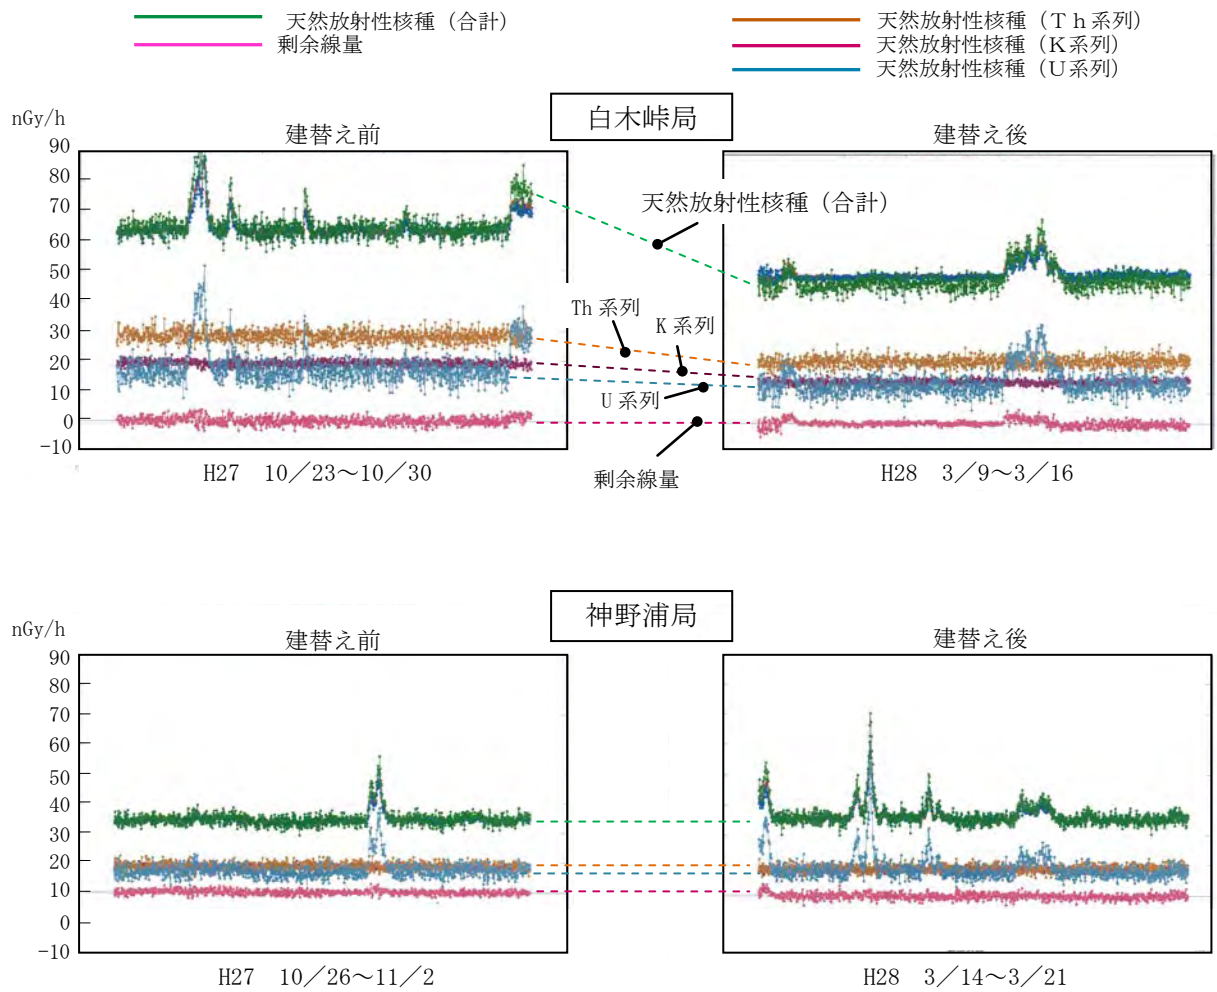 天然放射性核種（合計）
剰余線量
天然放射性核種（Ｔｈ系列）
天然放射性核種（Ｋ系列）
天然放射性核種（Ｕ系列）
白木峠局
nGy/h
建替え前
建替え後
90
80
70
60
50
40
30
20
10
0
-10
天然放射性核種（合計）
Th 系列
K 系列
U 系列
剰余線量
H27　10／23～10／30
H28　3／9～3／16
神野浦局
nGy/h
建替え前
建替え後
90
80
70
60
50
40
30
20
10
0
-10
H27　10／26～11／2
H28　3／14～3／21